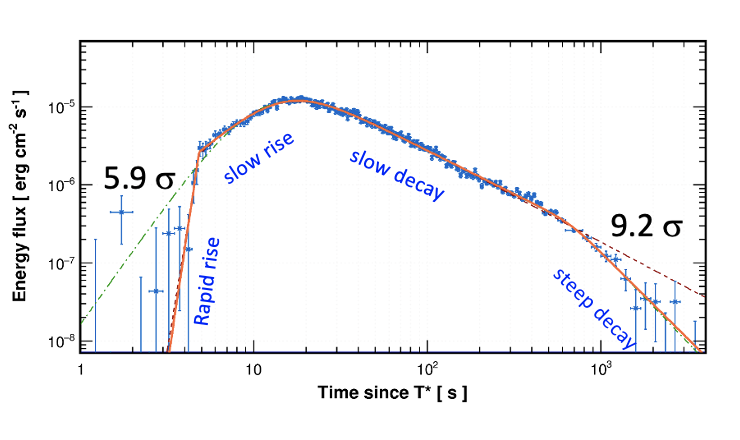 10⁻⁵
10⁻⁶
10⁻⁷
10⁻⁸
Energy flux [ erg cm⁻² s⁻¹ ]
5.9 σ
slow rise
slow decay
9.2 σ
Rapid rise
steep decay
1
10
10²
10³
Time since T* [ s ]